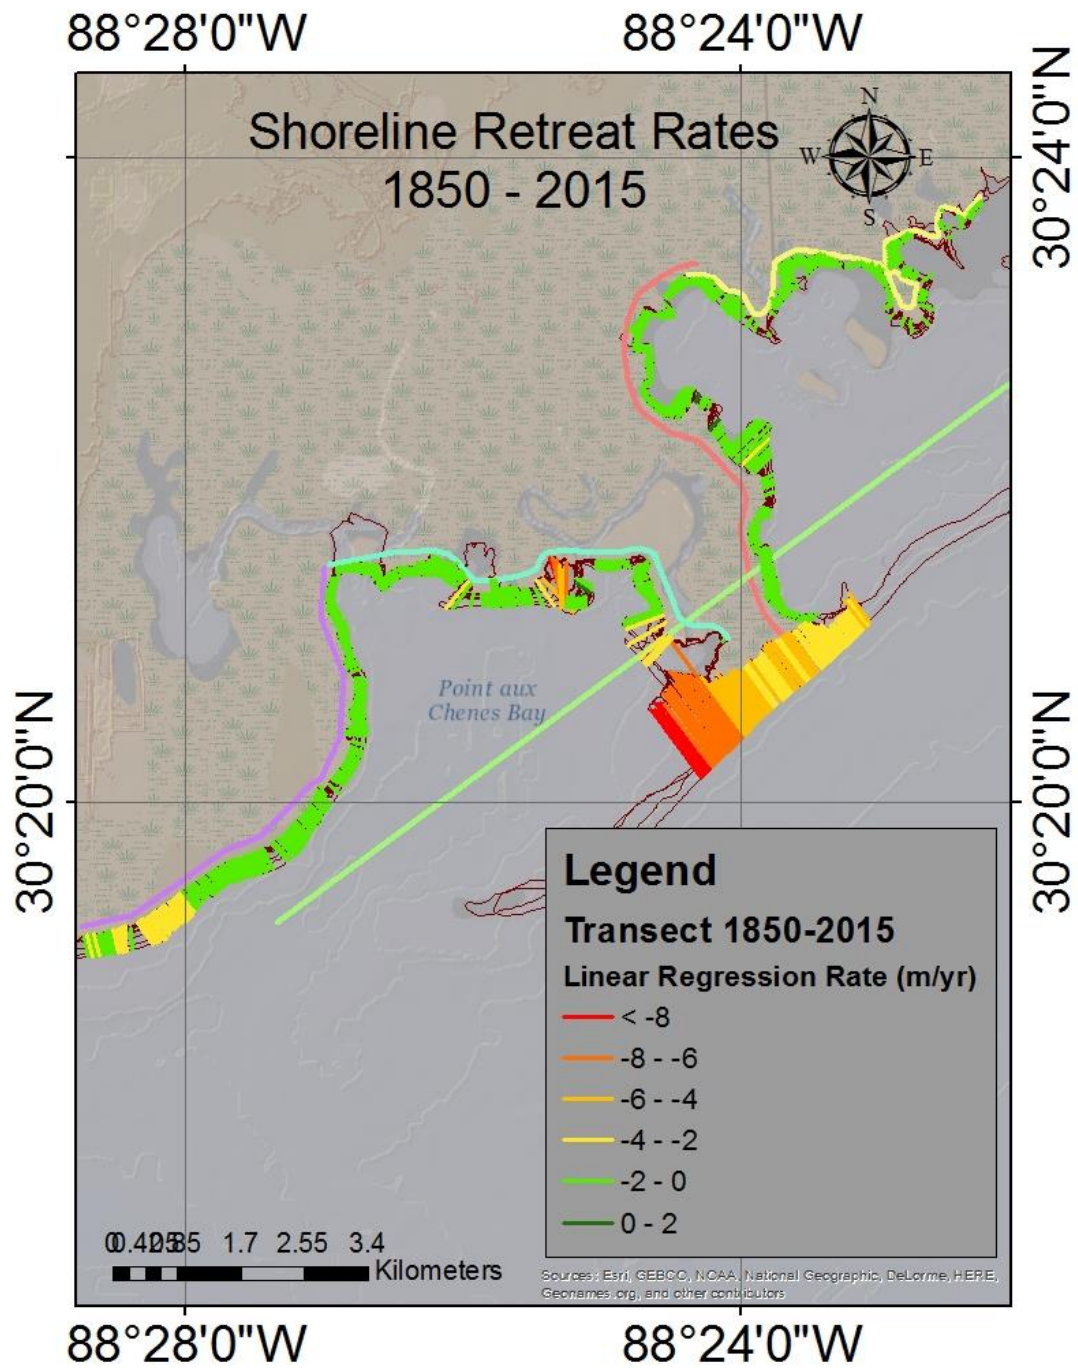 88°28'0"W 88°24'0"W
Shoreline Retreat Rates
1850 - 2015
N
W E
S
30°24'0"N
30°24'0"N
Point aux
Chenes Bay
30°20'0"N
30°20'0"N
Legend
Transect 1850-2015
Linear Regression Rate (m/yr)
< -8
-8 - -6
-6 - -4
-4 - -2
-2 - 0
0 - 2
1.7 2.55 3.4
Kilometers
Sources: Esri, GEBCO, NOAA, National Geographic, DeLorme, HERE,
Geonames.org, and other contributors
88°28'0"W 88°24'0"W